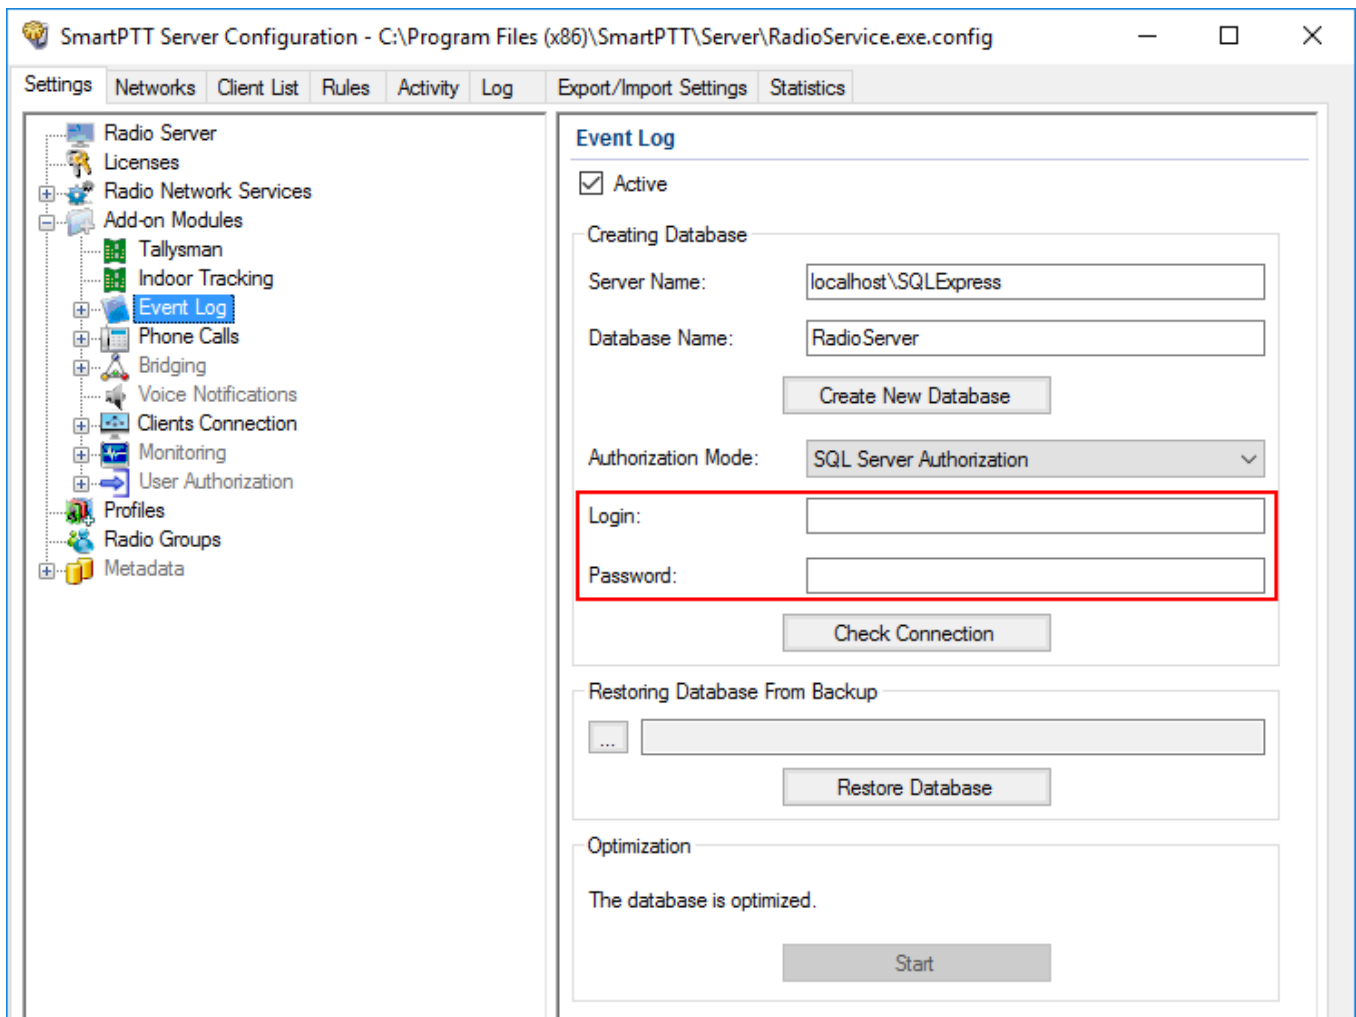 SmartPTT Server Configuration - C:\Program Files (x86)\SmartPTT\Server\RadioService.exe.config
Settings Networks Client List Rules Activity Log Export/Import Settings Statistics
Radio Server
Licenses
Radio Network Services
Add-on Modules
Tallysman
Indoor Tracking
Event Log
Phone Calls
Bridging
Voice Notifications
Clients Connection
Monitoring
User Authorization
Profiles
Radio Groups
Metadata
Event Log
Active
Creating Database
Server Name: localhost\SQLExpress
Database Name: RadioServer
Create New Database
Authorization Mode: SQL Server Authorization
Login:
Password:
Check Connection
Restoring Database From Backup
...
Restore Database
Optimization
The database is optimized.
Start